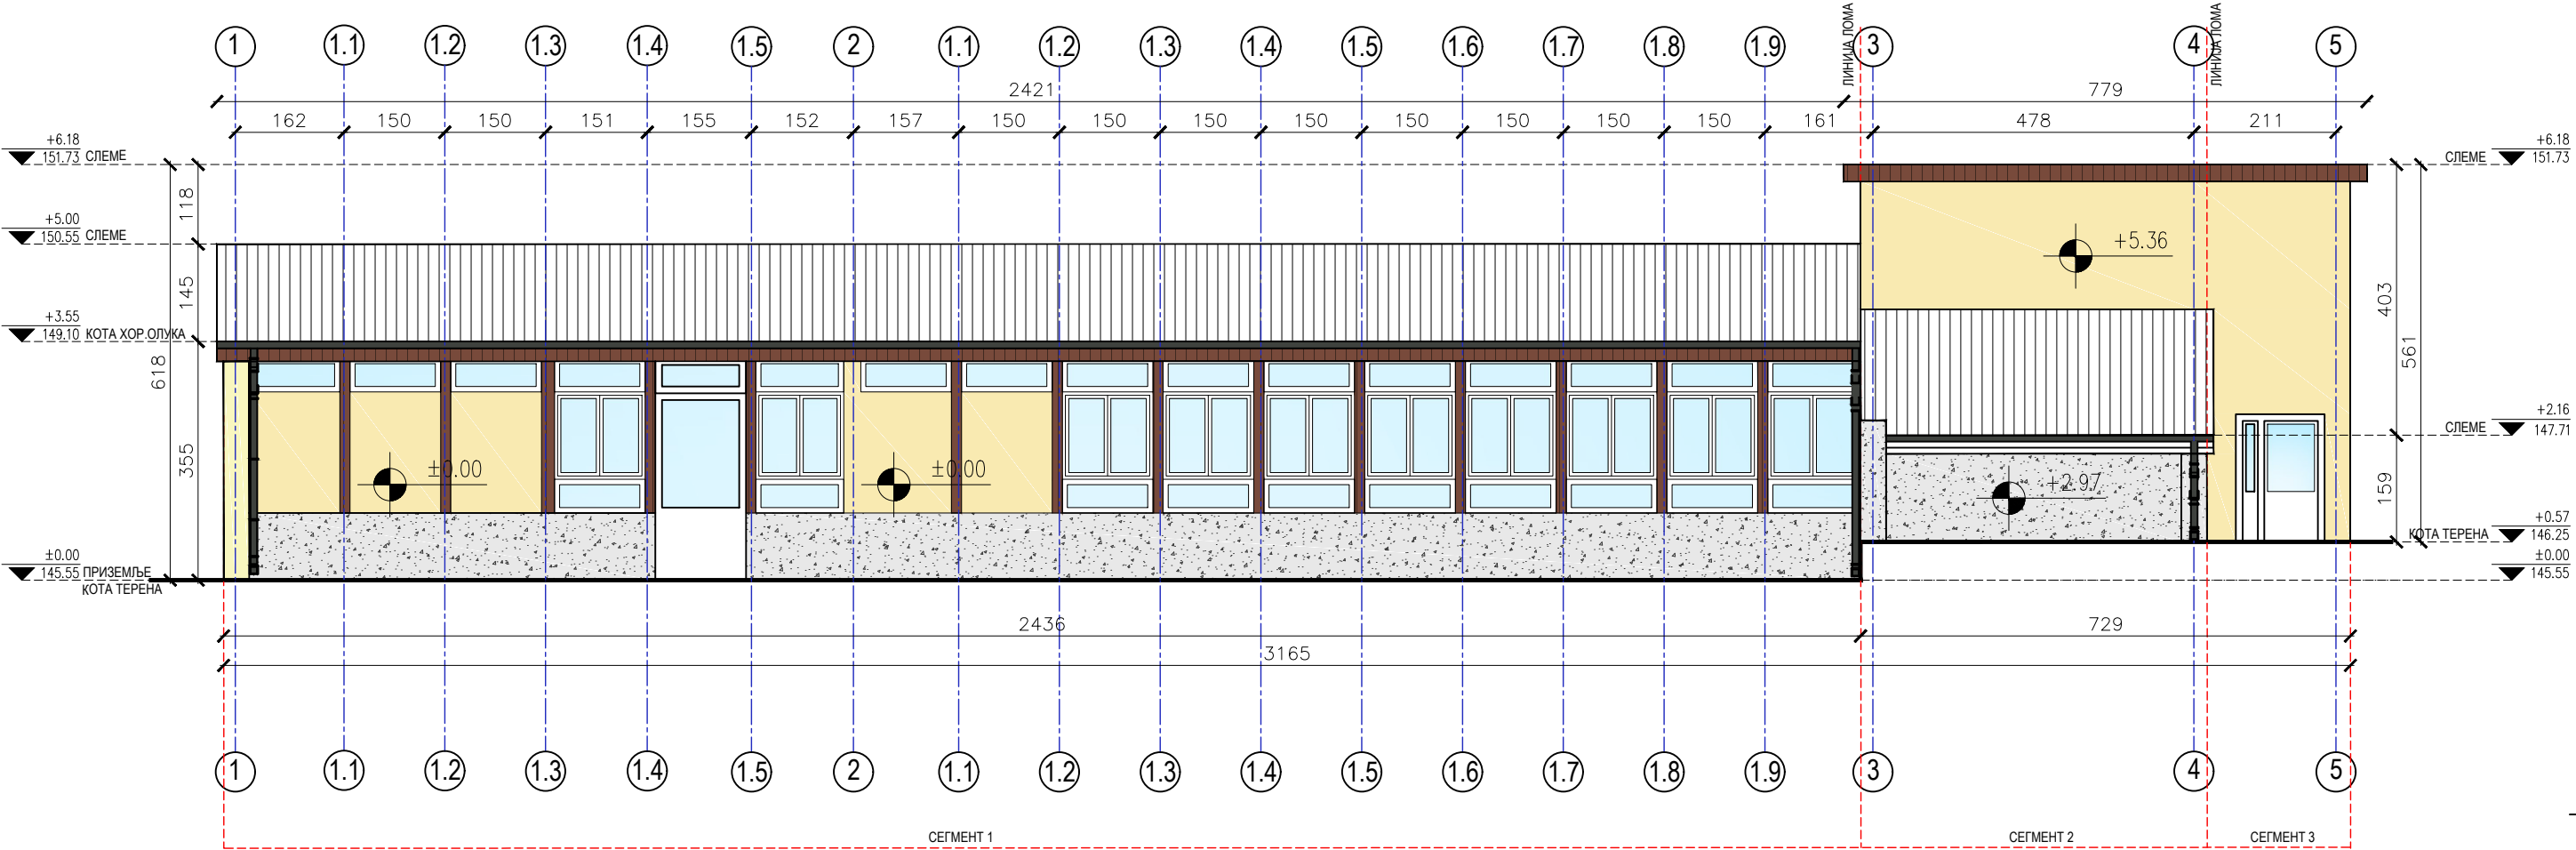 1 1.1 1.2 1.3 1.4 1.5 2 1.1 1.2 1.3 1.4 1.5 1.6 1.7 1.8 1.9 3 4 5
ЛИНИЈА ЛОМА
ЛИНИЈА ЛОМА
2421 779
162 150 150 151 155 152 157 150 150 150 150 150 150 150 150 161 478 211
+6.18
151.73 СЛЕМЕ
+6.18
СЛЕМЕ 151.73
118
+5.00
150.55 СЛЕМЕ
+5.36
145
403
+3.55
149.10 КОТА ХОР.ОЛУКА
618
561
355
+2.16
СЛЕМЕ 147.71
±0.00
±0.00
+2.97
159
+0.57
КОТА ТЕРЕНА 146.25
±0.00
145.55 ПРИЗЕМЉЕ
КОТА ТЕРЕНА
±0.00
145.55
2436 729
3165
1 1.1 1.2 1.3 1.4 1.5 2 1.1 1.2 1.3 1.4 1.5 1.6 1.7 1.8 1.9 3 4 5
СЕГМЕНТ 1 СЕГМЕНТ 2 СЕГМЕНТ 3